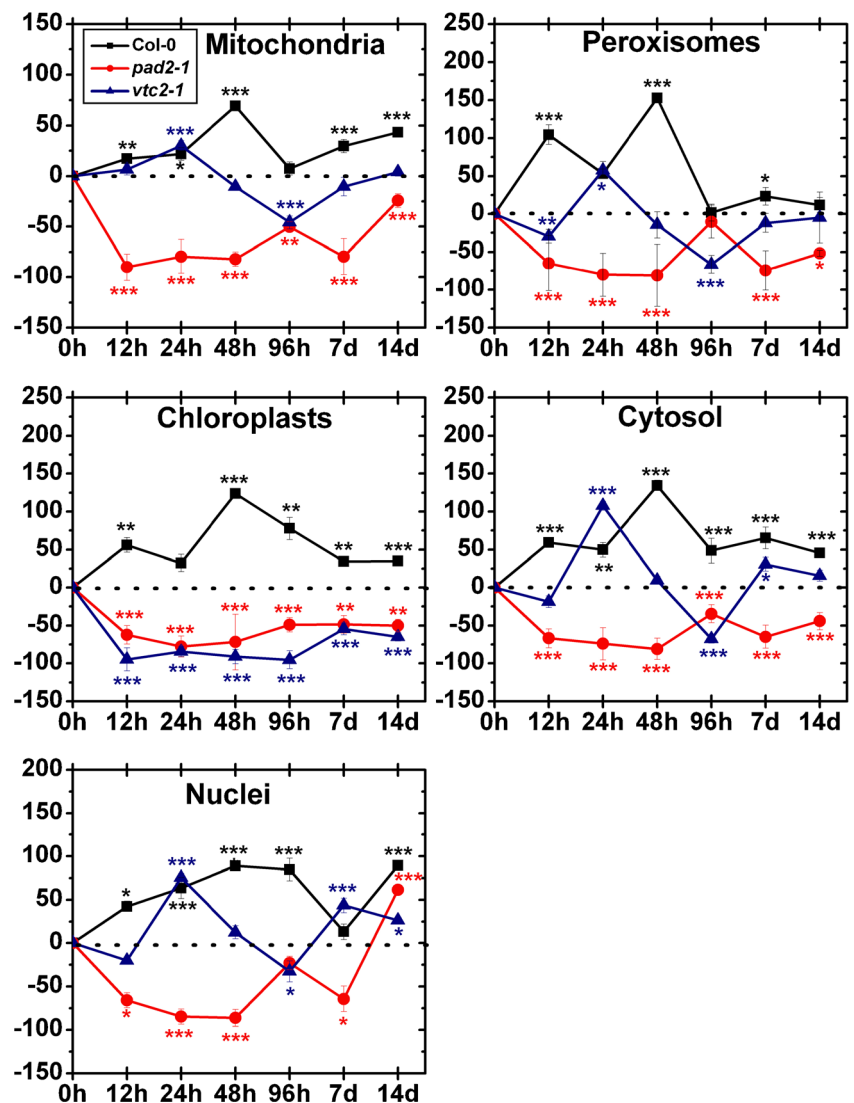 Mitochondria
Col-0
pad2-1
vtc2-1
150
100
50
0
-50
-100
-150
** *** * *** *** *** ***
*** *** *** ** *** ***
0h 12h 24h 48h 96h 7d 14d
Peroxisomes
250
200
150
100
50
0
-50
-100
-150
*** *** *
** * ***
*** *** *** *** *
0h 12h 24h 48h 96h 7d 14d
Chloroplasts
250
200
150
100
50
0
-50
-100
-150
** *** ** ** ***
*** *** *** *** ** **
*** *** *** *** *** ***
0h 12h 24h 48h 96h 7d 14d
Cytosol
250
200
150
100
50
0
-50
-100
-150
*** *** ** *** *** *** ***
*** *
*** *** *** *** *** *** ***
0h 12h 24h 48h 96h 7d 14d
Nuclei
200
150
100
50
0
-50
-100
-150
* *** *** *** *** *** ***
*** *** *
* *** *** * *
0h 12h 24h 48h 96h 7d 14d